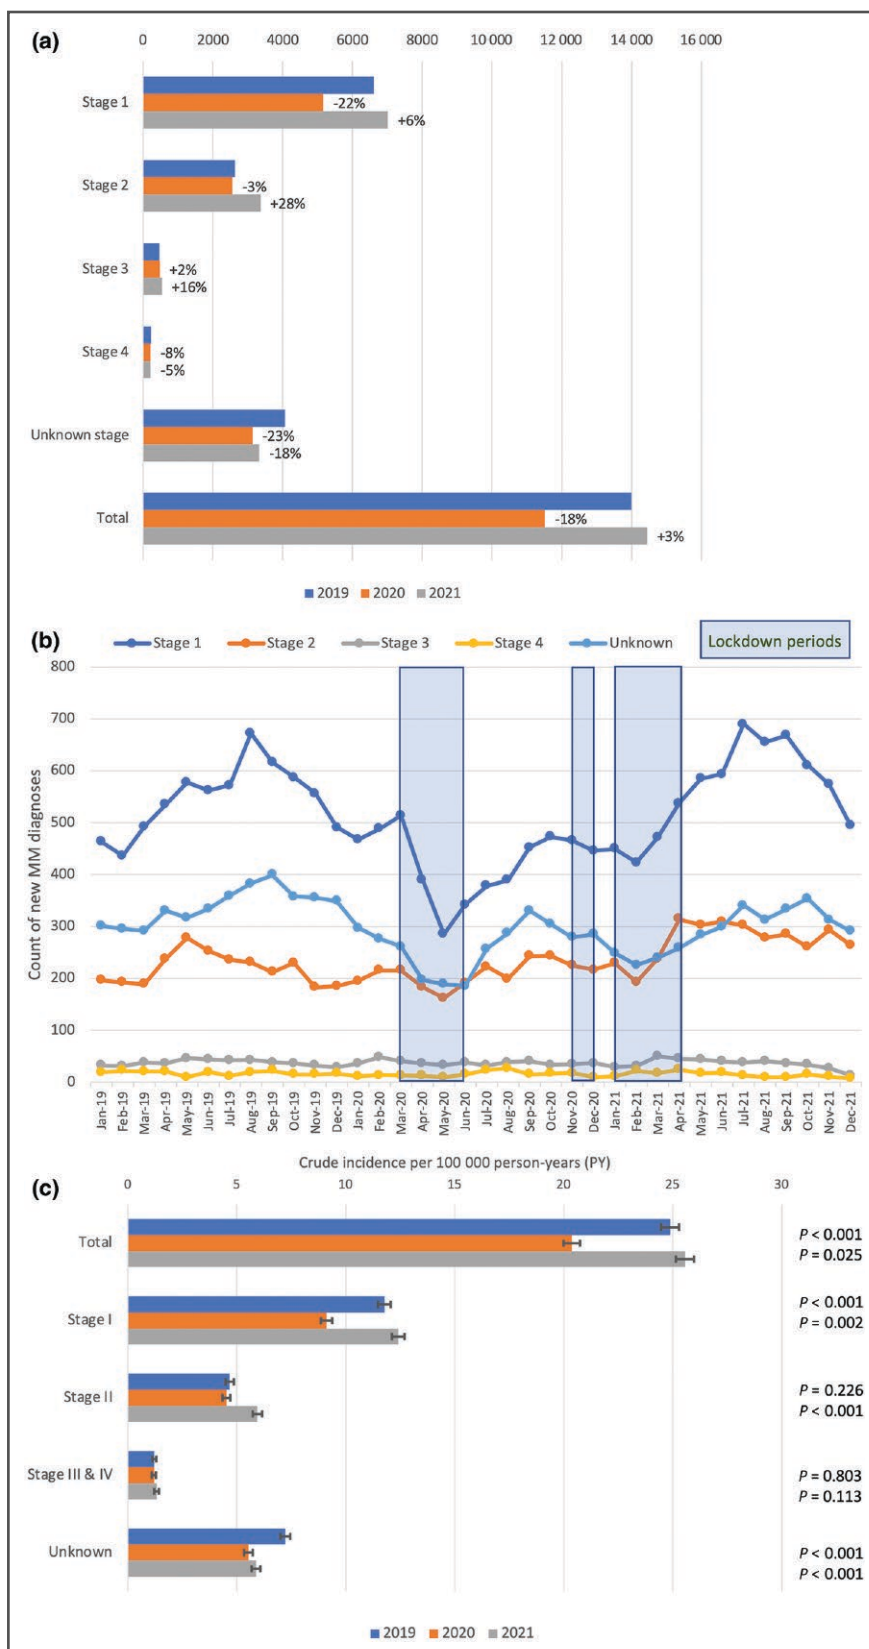 (a)
0 2000 4000 6000 8000 10 000 12 000 14 000 16 000
Stage 1
-22%
+6%
Stage 2
-3%
+28%
Stage 3
+2%
+16%
Stage 4
-8%
-5%
Unknown stage
-23%
-18%
Total
-18%
+3%
2019 2020 2021
(b)
Stage 1 Stage 2 Stage 3 Stage 4 Unknown
Lockdown periods
Count of new MM diagnoses
800
700
600
500
400
300
200
100
0
Jan-19 Feb-19 Mar-19 Apr-19 May-19 Jun-19 Jul-19 Aug-19 Sep-19 Oct-19 Nov-19 Dec-19 Jan-20 Feb-20 Mar-20 Apr-20 May-20 Jun-20 Jul-20 Aug-20 Sep-20 Oct-20 Nov-20 Dec-20 Jan-21 Feb-21 Mar-21 Apr-21 May-21 Jun-21 Jul-21 Aug-21 Sep-21 Oct-21 Nov-21 Dec-21
Crude incidence per 100 000 person-years (PY)
(c)
0 5 10 15 20 25 30
Total
P < 0.001
P = 0.025
Stage I
P < 0.001
P = 0.002
Stage II
P = 0.226
P < 0.001
Stage III & IV
P = 0.803
P = 0.113
Unknown
P < 0.001
P < 0.001
2019 2020 2021